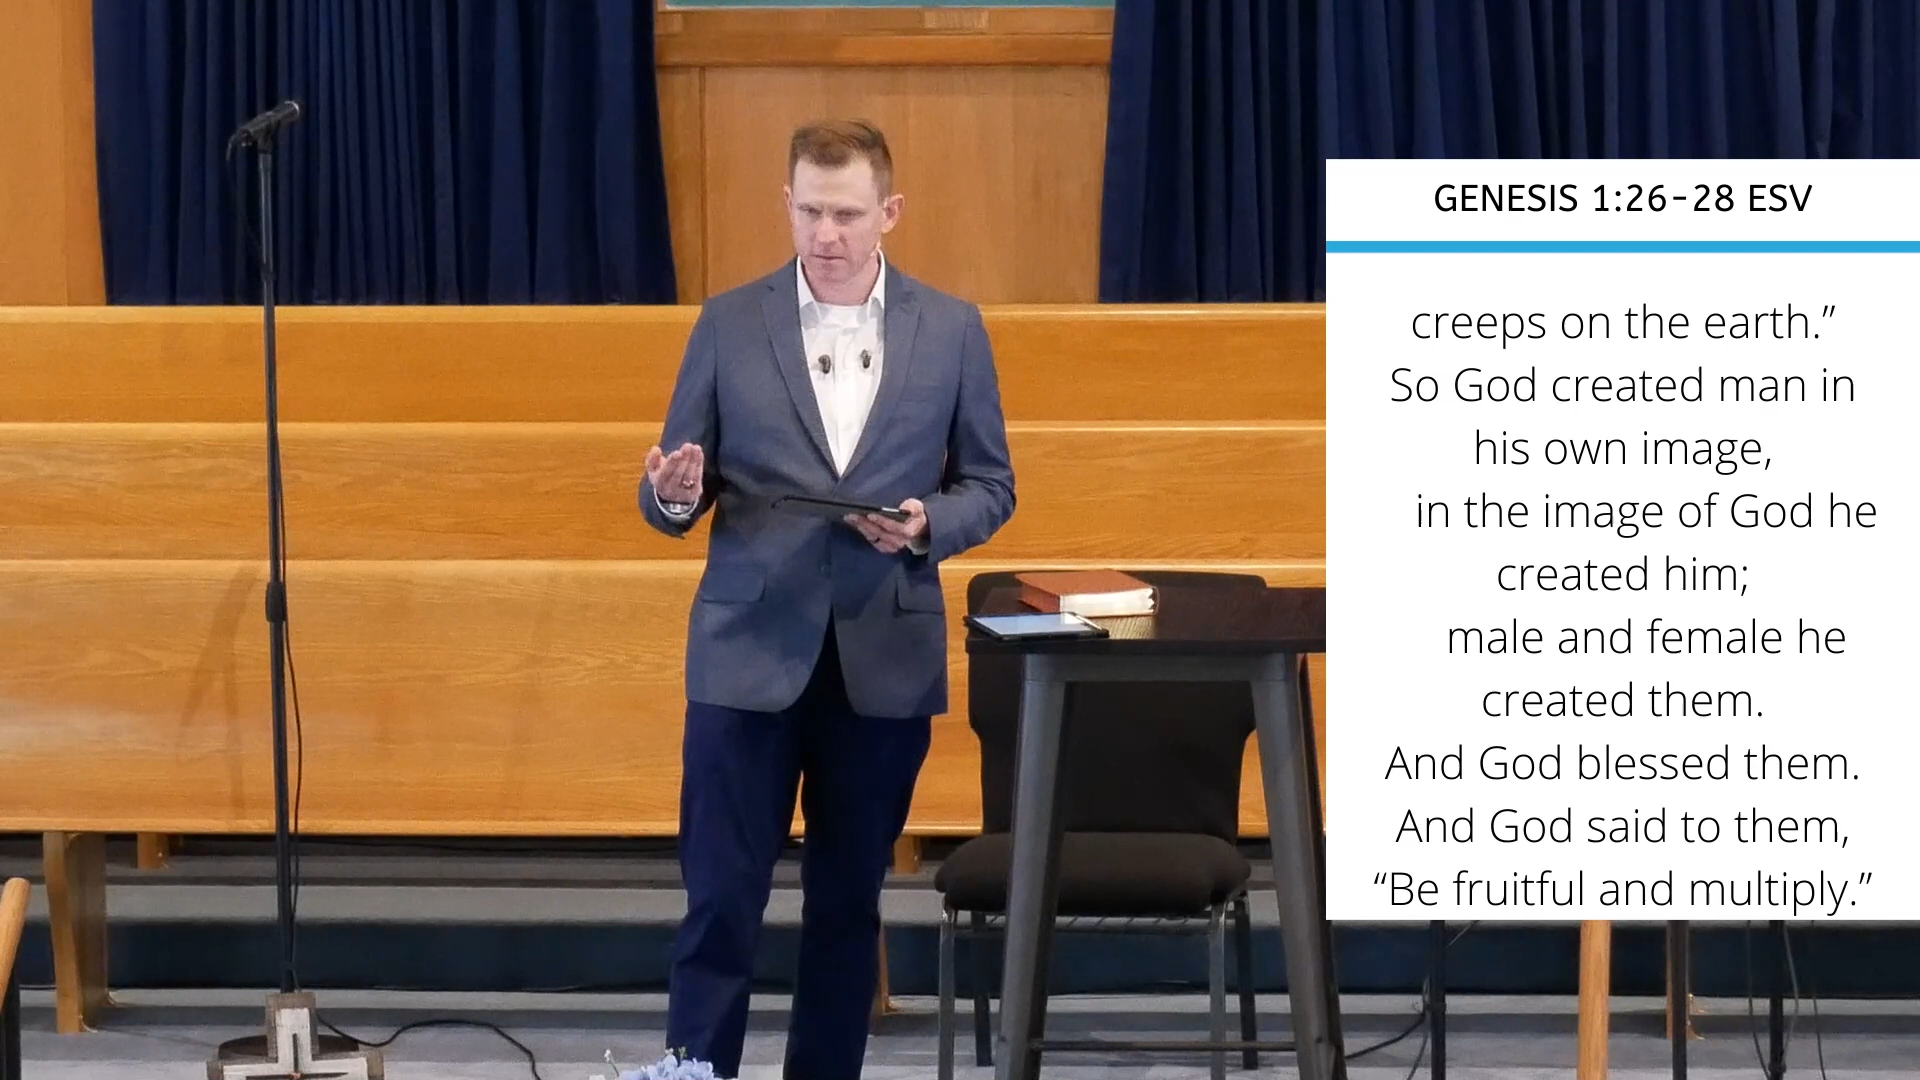 GENESIS 1:26-28 ESV
creeps on the earth.”
So God created man in
his own image,
in the image of God he
created him;
male and female he
created them.
And God blessed them.
And God said to them,
“Be fruitful and multiply.”